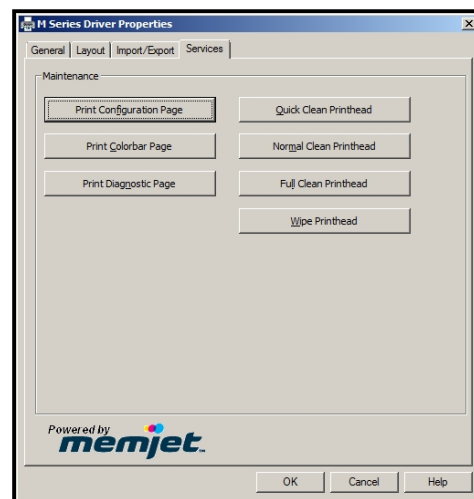 M Series Driver Properties
General Layout Import/Export Services
Maintenance
Print Configuration Page Quick Clean Printhead
Print Colorbar Page Normal Clean Printhead
Print Diagnostic Page Full Clean Printhead
Wipe Printhead
Powered by
memjet
OK Cancel Help